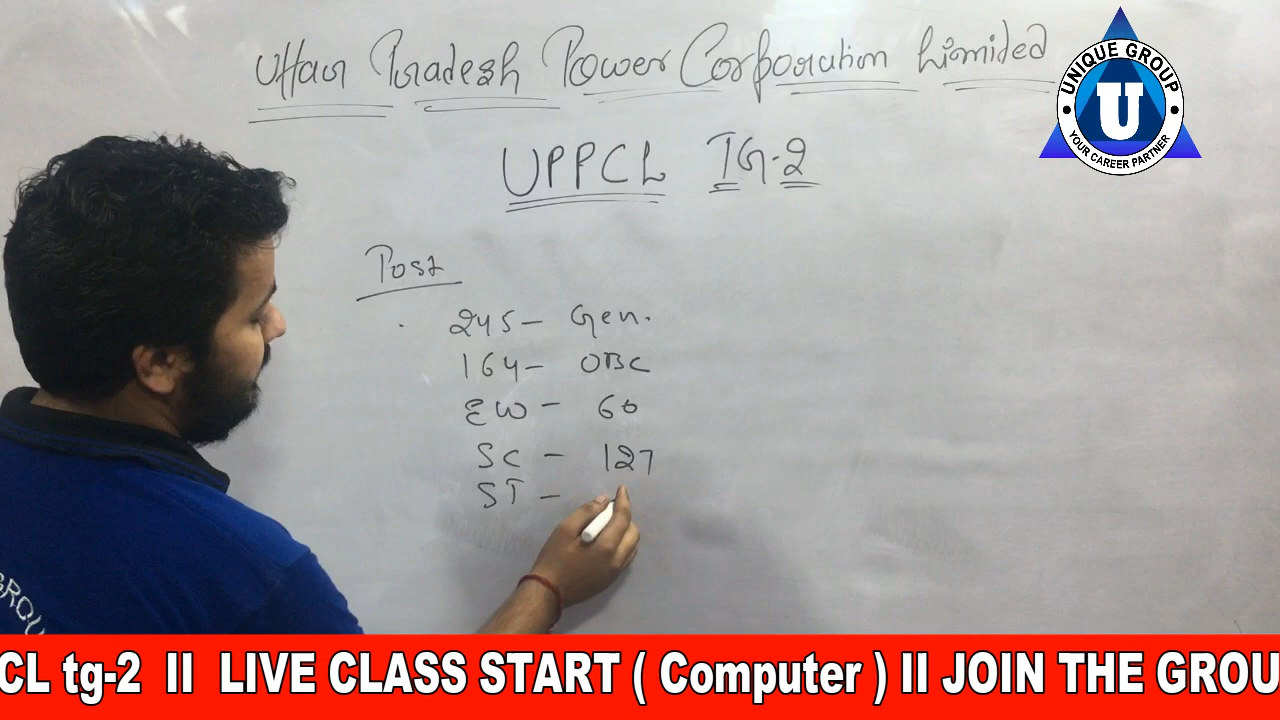 Uttar Pradesh Power Corporation Limited
UNIQUE GROUP
U
YOUR CAREER PARTNER
UPPCL TG-2
Post
245 - Gen.
164 - OBC
EW - 60
SC - 127
ST -
GROU
CL tg-2 II LIVE CLASS START ( Computer ) II JOIN THE GROU